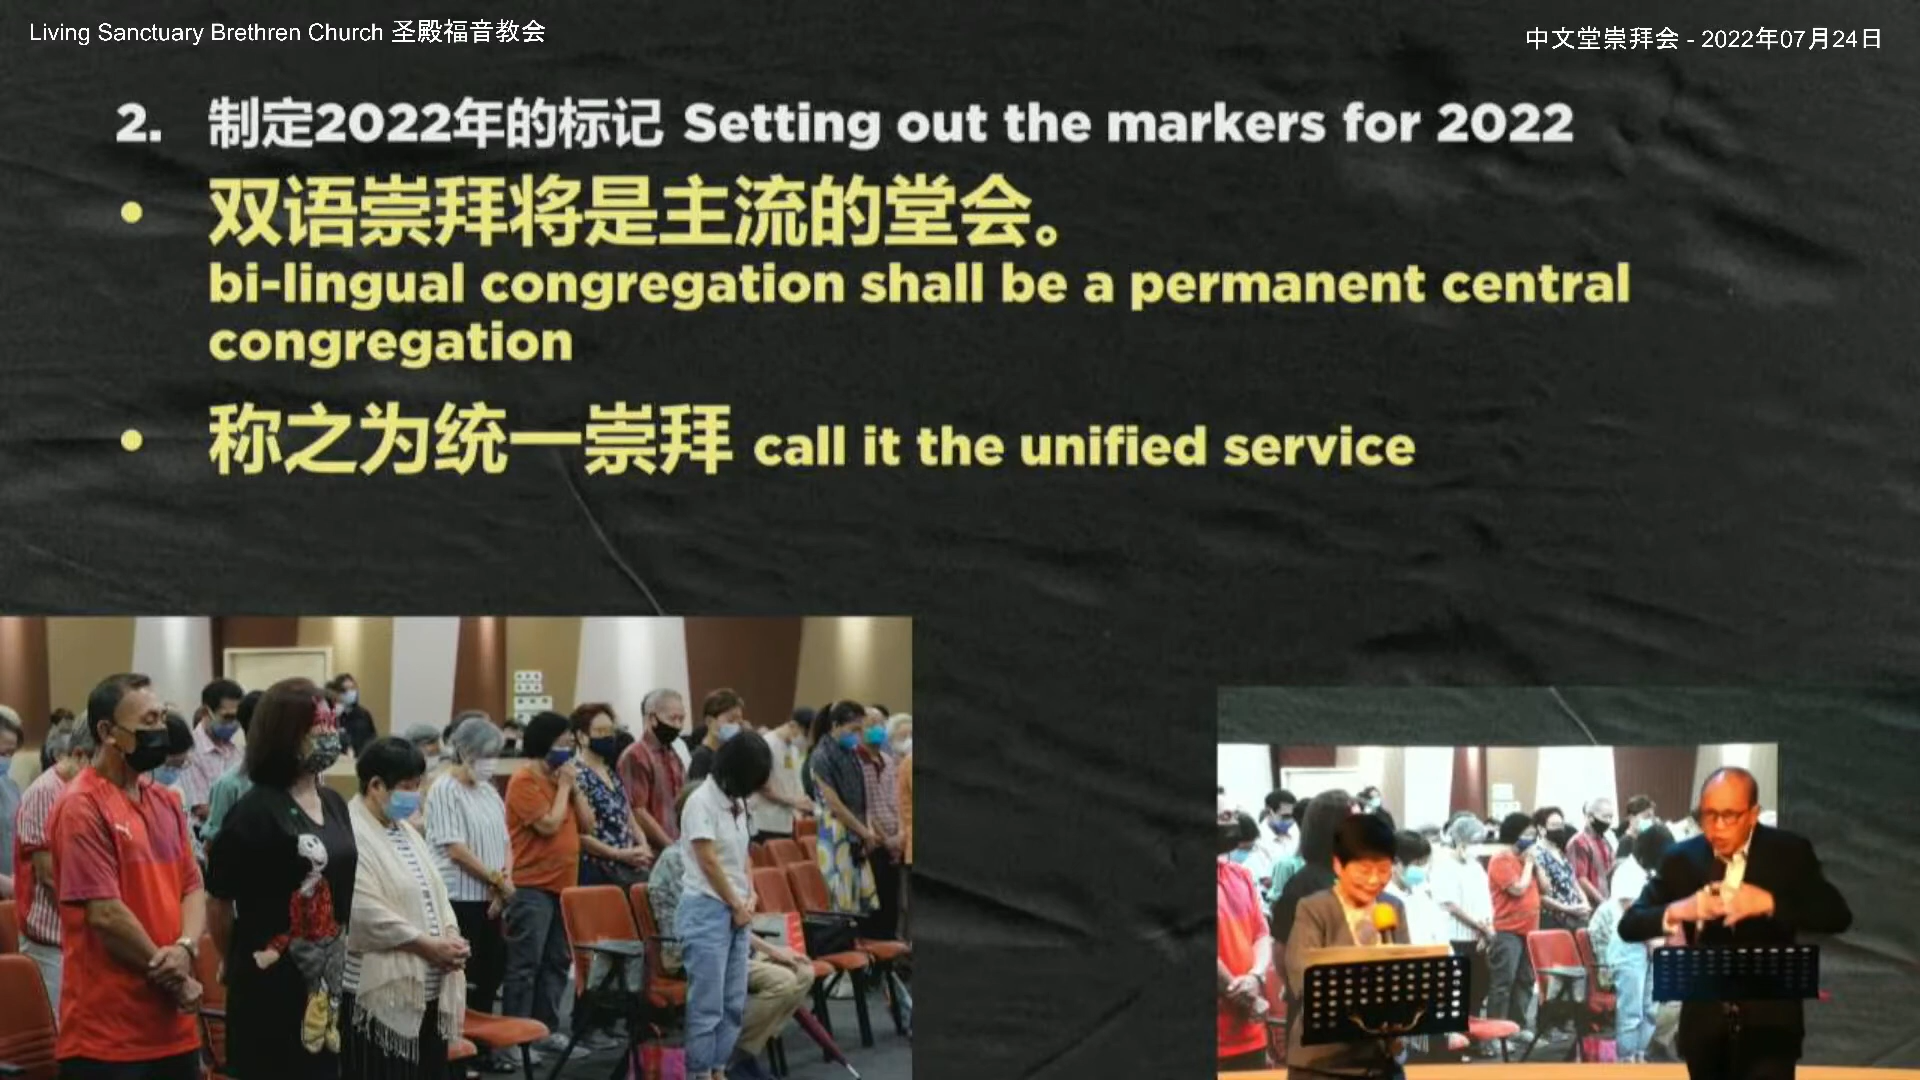 Living Sanctuary Brethren Church 圣殿福音教会
中文堂崇拜会 - 2022年07月24日
2. 制定2022年的标记 Setting out the markers for 2022
• 双语崇拜将是主流的堂会。
bi-lingual congregation shall be a permanent central
congregation
• 称之为统一崇拜 call it the unified service